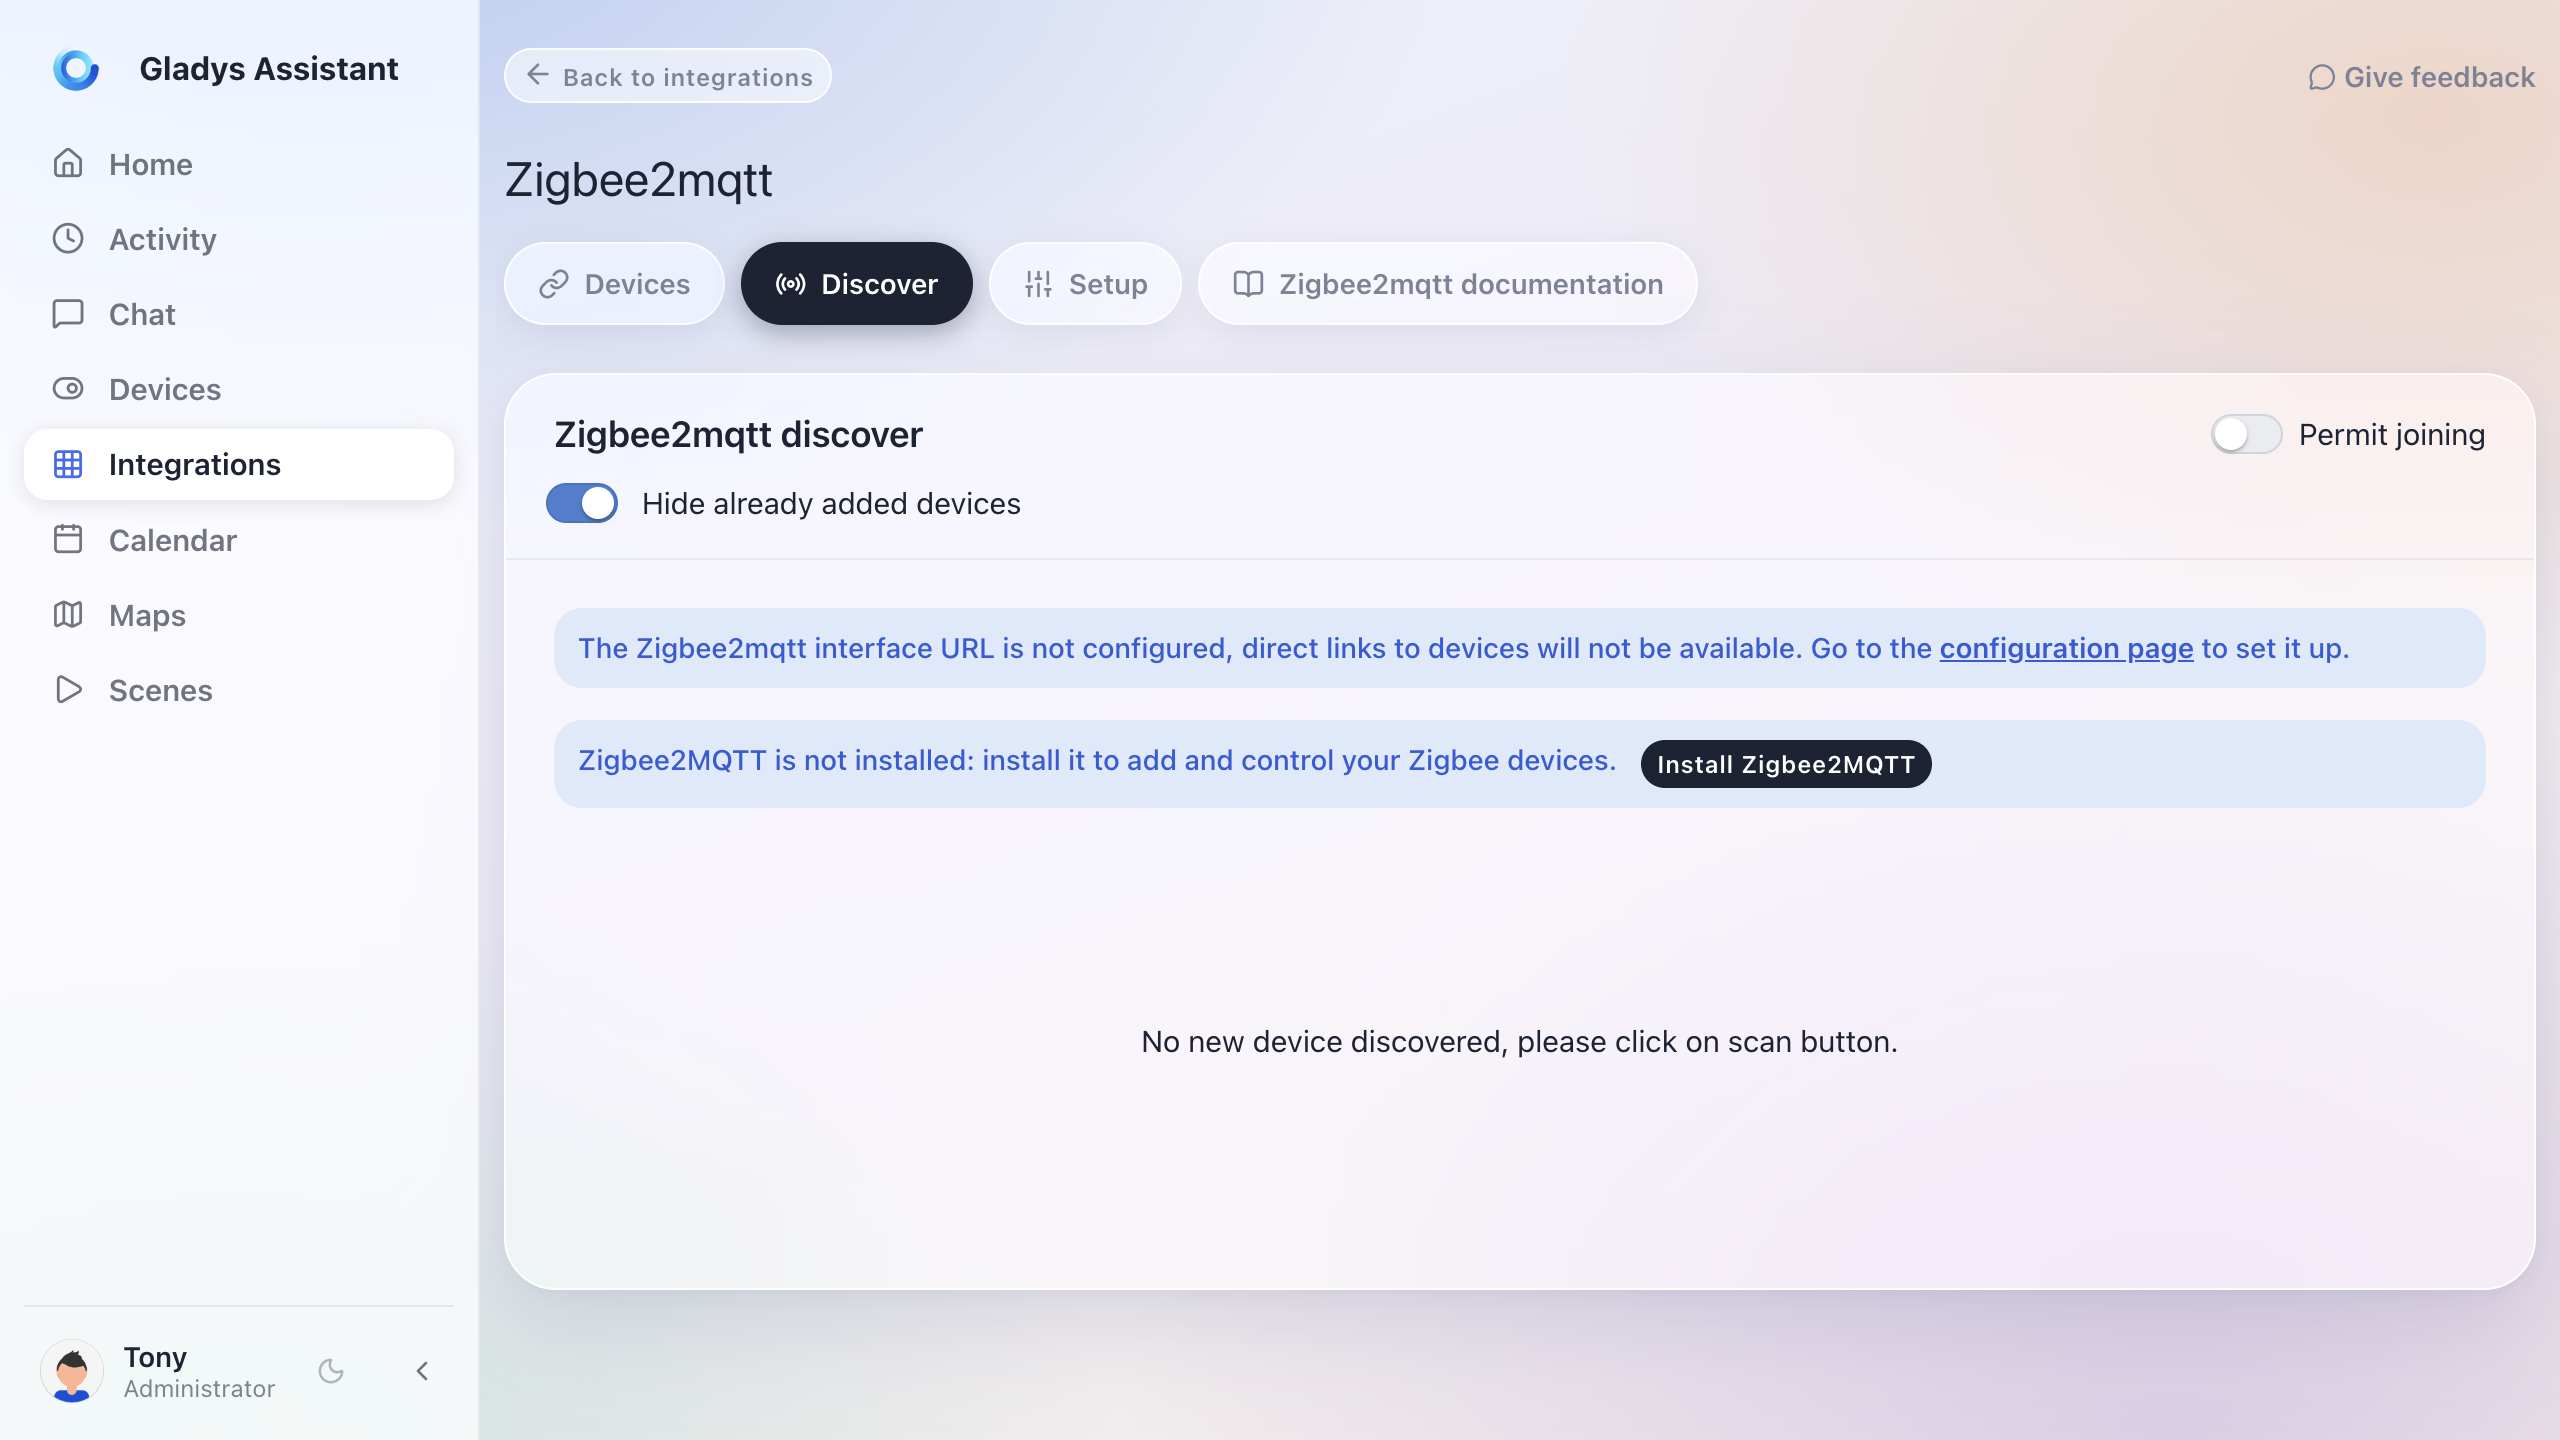 Gladys Assistant
Home
Activity
Chat
Devices
Integrations
Calendar
Maps
Scenes
Tony
Administrator
Back to integrations
Give feedback
Zigbee2mqtt
Devices
Discover
Setup
Zigbee2mqtt documentation
Zigbee2mqtt discover
Permit joining
Hide already added devices
The Zigbee2mqtt interface URL is not configured, direct links to devices will not be available. Go to the configuration page to set it up.
Zigbee2MQTT is not installed: install it to add and control your Zigbee devices. Install Zigbee2MQTT
No new device discovered, please click on scan button.